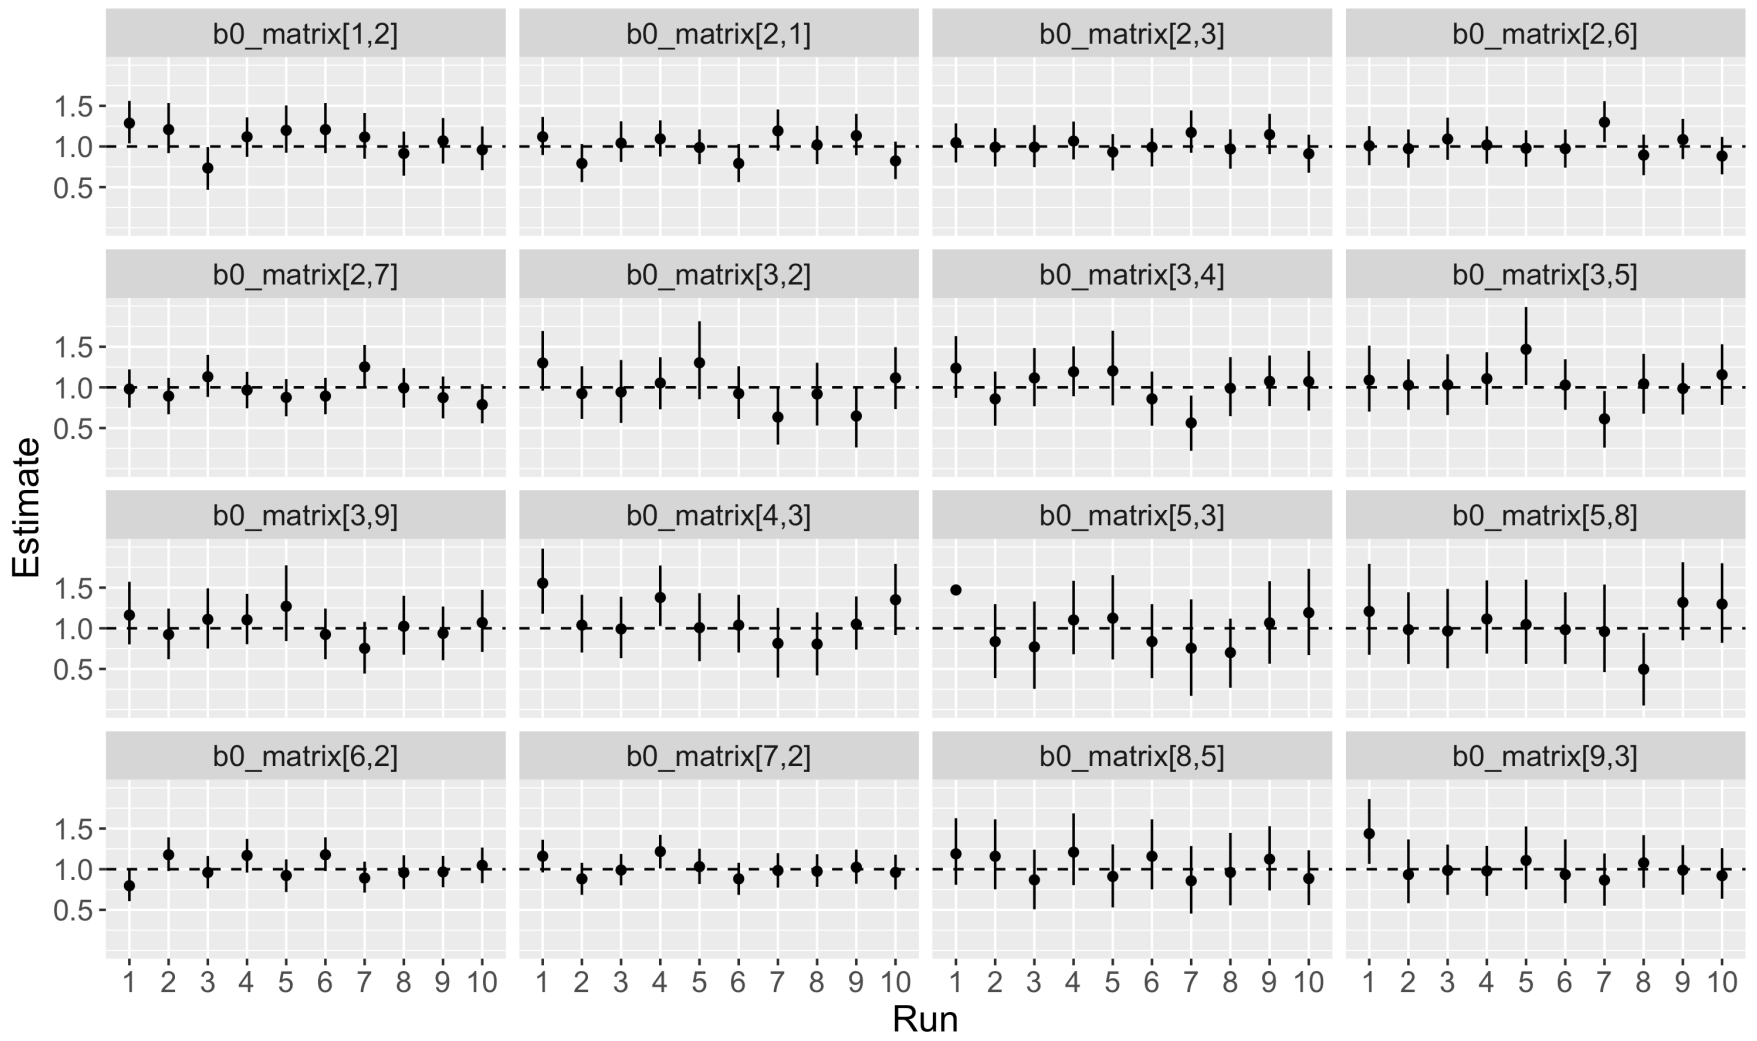 b0_matrix[1,2] b0_matrix[2,1] b0_matrix[2,3] b0_matrix[2,6]
1.5
1.0
0.5
b0_matrix[2,7] b0_matrix[3,2] b0_matrix[3,4] b0_matrix[3,5]
1.5
1.0
0.5
Estimate
b0_matrix[3,9] b0_matrix[4,3] b0_matrix[5,3] b0_matrix[5,8]
1.5
1.0
0.5
b0_matrix[6,2] b0_matrix[7,2] b0_matrix[8,5] b0_matrix[9,3]
1.5
1.0
0.5
1 2 3 4 5 6 7 8 9 10 1 2 3 4 5 6 7 8 9 10 1 2 3 4 5 6 7 8 9 10 1 2 3 4 5 6 7 8 9 10
Run